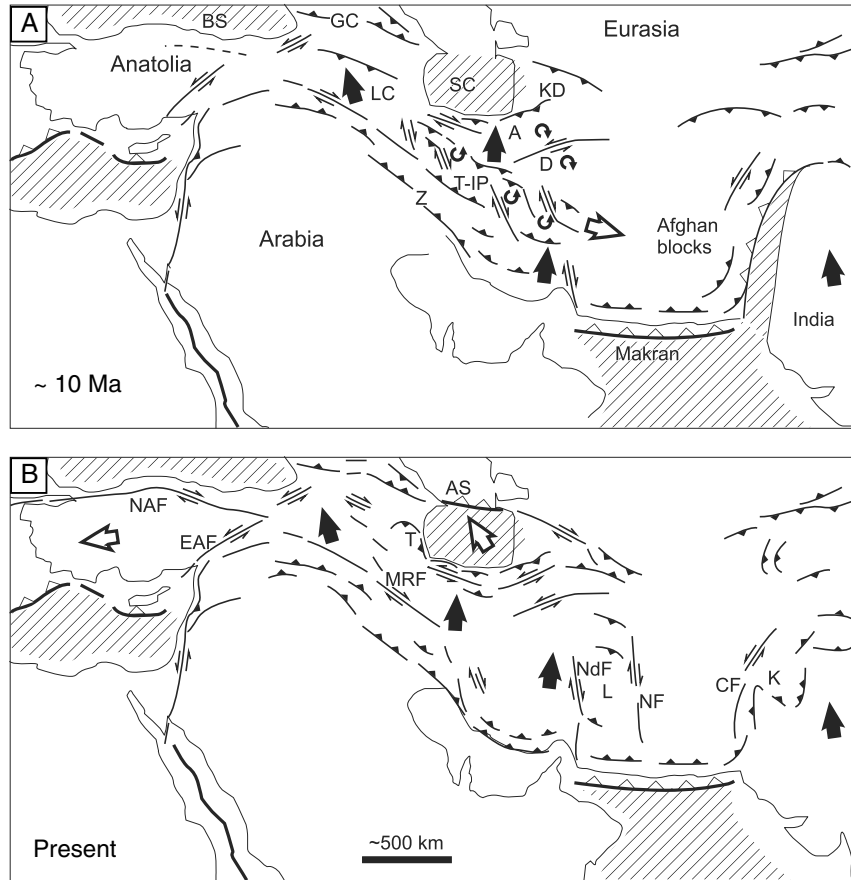 A
BS
GC
Eurasia
Anatolia
LC
SC
KD
A
D
T-IP
Z
Arabia
Afghan
blocks
India
Makran
~ 10 Ma
B
NAF
AS
EAF
T
MRF
NdF
L
NF
CF
K
Present
~500 km